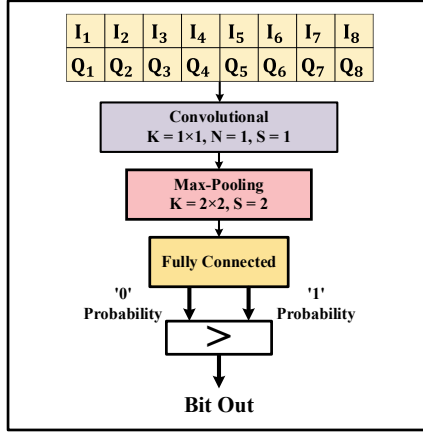 I₁ I₂ I₃ I₄ I₅ I₆ I₇ I₈
Q₁ Q₂ Q₃ Q₄ Q₅ Q₆ Q₇ Q₈
Convolutional
K = 1×1, N = 1, S = 1
Max-Pooling
K = 2×2, S = 2
Fully Connected
'0' '1'
Probability Probability
>
Bit Out